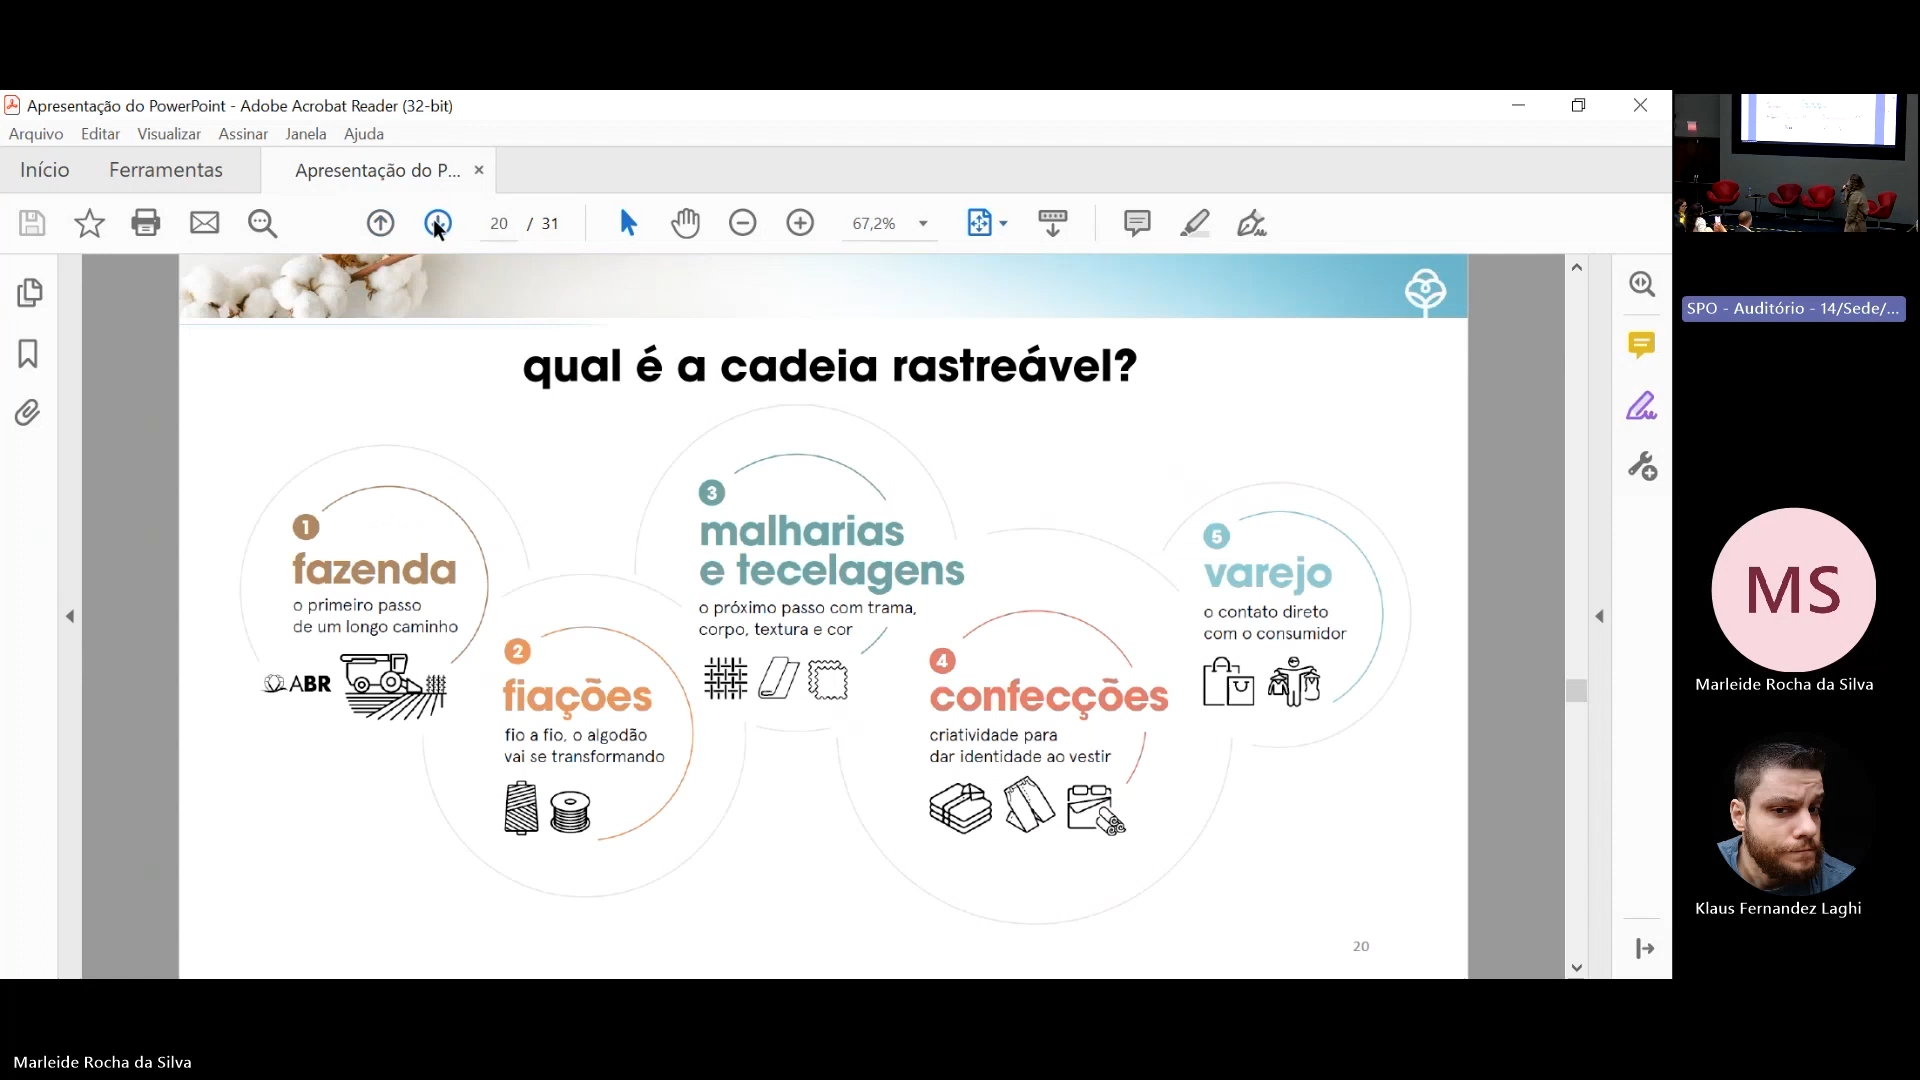 Apresentação do PowerPoint - Adobe Acrobat Reader (32-bit)
Arquivo Editar Visualizar Assinar Janela Ajuda
Início Ferramentas Apresentação do P...
20 / 31 67,2%
qual é a cadeia rastreável?
1
fazenda
o primeiro passo
de um longo caminho
ABR
2
fiações
fio a fio, o algodão
vai se transformando
3
malharias
e tecelagens
o próximo passo com trama,
corpo, textura e cor
4
confecções
criatividade para
dar identidade ao vestir
5
varejo
o contato direto
com o consumidor
20
SPO - Auditório - 14/Sede/...
MS
Marleide Rocha da Silva
Klaus Fernandez Laghi
Marleide Rocha da Silva